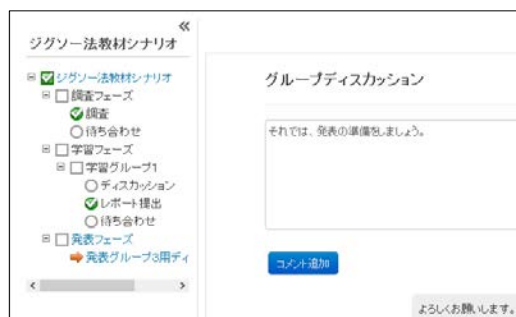 ≪
ジグソー法教材シナリオ
ジグソー法教材シナリオ
調査フェーズ
調査
待ち合わせ
学習フェーズ
学習グループ1
ディスカッション
レポート提出
待ち合わせ
発表フェーズ
発表グループ3用ディ
グループディスカッション
それでは、発表の準備をしましょう。
コメント追加
よろしくお願いします。